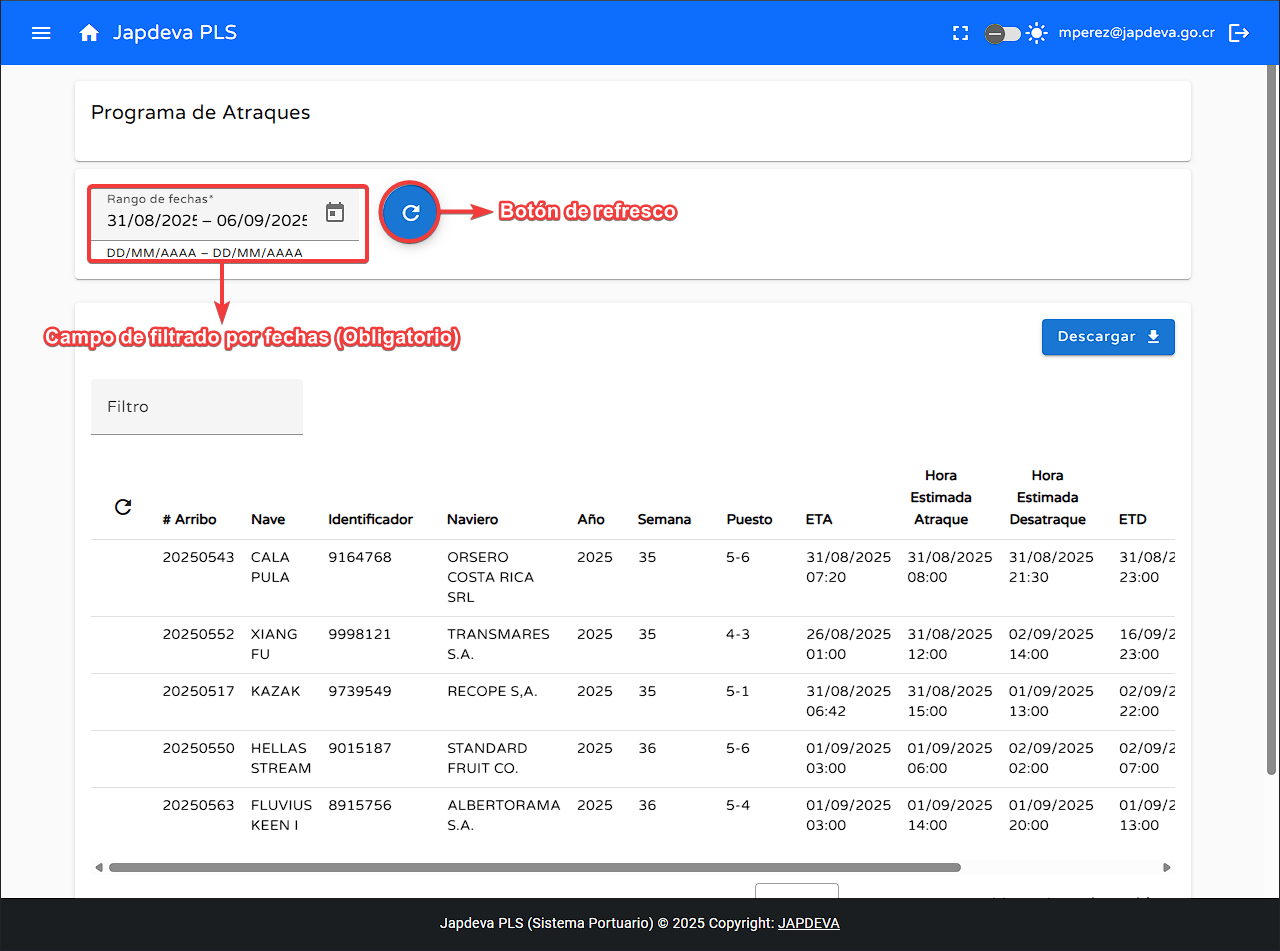 Japdeva PLS
mperez@japdeva.go.cr
Programa de Atraques
Rango de fechas*
31/08/2025 – 06/09/2025
DD/MM/AAAA – DD/MM/AAAA
Botón de refresco
Campo de filtrado por fechas (Obligatorio)
Descargar
Filtro
# Arribo Nave Identificador Naviero Año Semana Puesto ETA Hora Estimada Atraque Hora Estimada Desatraque ETD
20250543 CALA 9164768 ORSERO 2025 35 5-6 31/08/2025 31/08/2025 31/08/2025 31/08/2
PULA COSTA RICA 07:20 08:00 21:30 23:00
SRL
20250552 XIANG 9998121 TRANSMARES 2025 35 4-3 26/08/2025 31/08/2025 02/09/2025 16/09/2
FU S.A. 01:00 12:00 14:00 23:00
20250517 KAZAK 9739549 RECOPE S,A. 2025 35 5-1 31/08/2025 31/08/2025 01/09/2025 02/09/2
06:42 15:00 13:00 22:00
20250550 HELLAS 9015187 STANDARD 2025 36 5-6 01/09/2025 01/09/2025 02/09/2025 02/09/2
STREAM FRUIT CO. 03:00 06:00 02:00 07:00
20250563 FLUVIUS 8915756 ALBERTORAMA 2025 36 5-4 01/09/2025 01/09/2025 01/09/2025 01/09/2
KEEN I S.A. 03:00 14:00 20:00 13:00
Japdeva PLS (Sistema Portuario) © 2025 Copyright: JAPDEVA